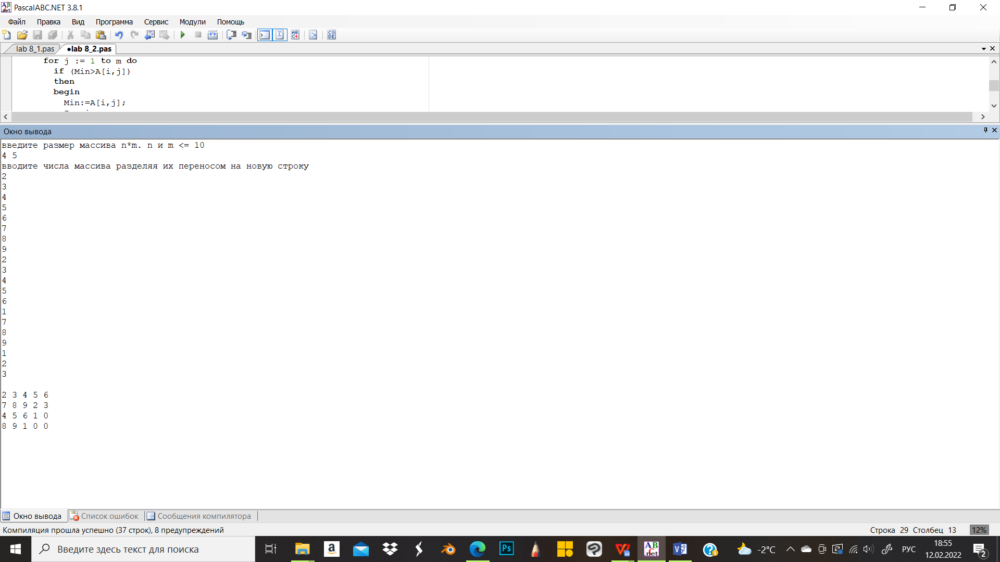 PascalABC.NET 3.8.1
Файл Правка Вид Программа Сервис Модули Помощь
lab 8_1.pas •lab 8_2.pas
for j := 1 to m do
if (Min>A[i,j])
then
begin
Min:=A[i,j];
Окно вывода
введите размер массива n*m. n и m <= 10
4 5
вводите числа массива разделяя их переносом на новую строку
2
3
4
5
6
7
8
9
2
3
4
5
6
1
7
8
9
1
2
3
2 3 4 5 6
7 8 9 2 3
4 5 6 1 0
8 9 1 0 0
Окно вывода Список ошибок Сообщения компилятора
Компиляция прошла успешно (37 строк), 8 предупреждений Строка 29 Столбец 13 12%
Введите здесь текст для поиска -2°C РУС 18:55
12.02.2022 2